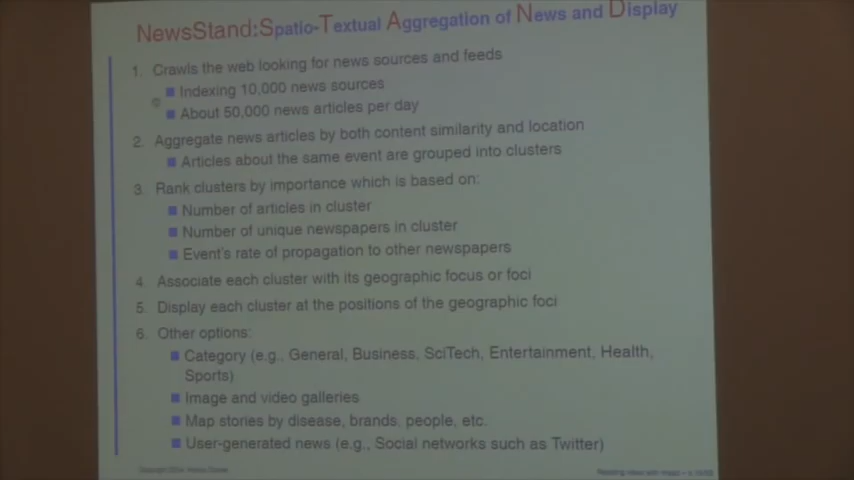 NewsStand:Spatio-Textual Aggregation of News and Display
1. Crawls the web looking for news sources and feeds
■ Indexing 10,000 news sources
■ About 50,000 news articles per day
2. Aggregate news articles by both content similarity and location
■ Articles about the same event are grouped into clusters
3. Rank clusters by importance which is based on:
■ Number of articles in cluster
■ Number of unique newspapers in cluster
■ Event's rate of propagation to other newspapers
4. Associate each cluster with its geographic focus or foci
5. Display each cluster at the positions of the geographic foci
6. Other options:
■ Category (e.g., General, Business, SciTech, Entertainment, Health,
Sports)
■ Image and video galleries
■ Map stories by disease, brands, people, etc.
■ User-generated news (e.g., Social networks such as Twitter)